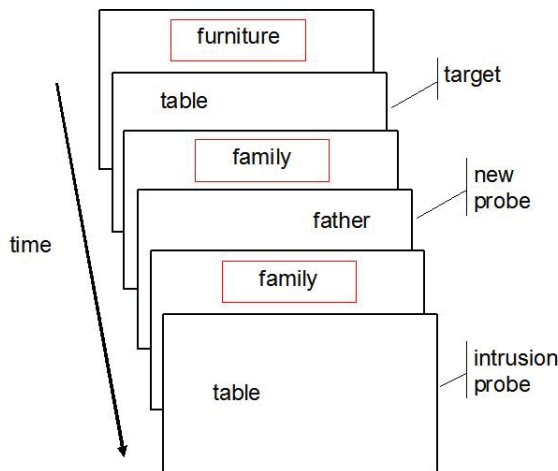 furniture
target
table
family
new
probe
father
time
family
intrusion
probe
table